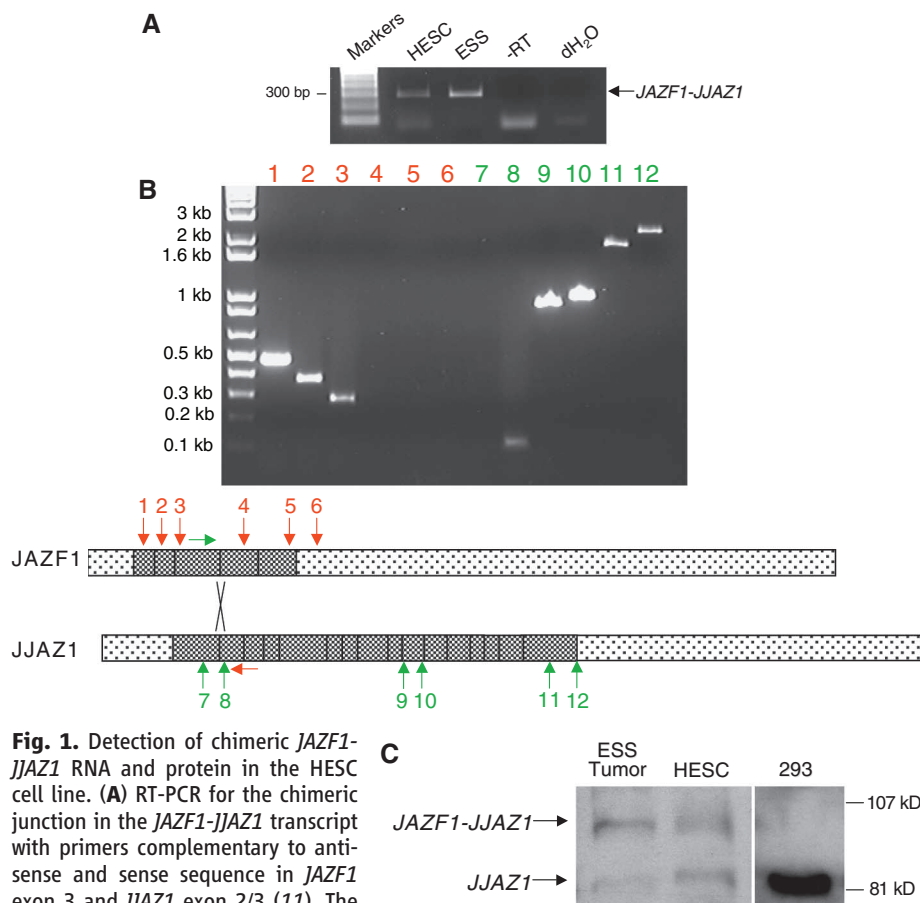 A
Markers HESC ESS -RT dH₂O
300 bp
JAZF1-JJAZ1
1 2 3 4 5 6 7 8 9 10 11 12
B
3 kb
2 kb
1.6 kb
1 kb
0.5 kb
0.3 kb
0.2 kb
0.1 kb
1 2 3 4 5 6
JAZF1
JJAZ1
7 8 9 10 11 12
Fig. 1. Detection of chimeric JAZF1-
JJAZ1 RNA and protein in the HESC
cell line. (A) RT-PCR for the chimeric
junction in the JAZF1-JJAZ1 transcript
with primers complementary to anti-
sense and sense sequence in JAZF1
exon 3 and JJAZ1 exon 2/3 (11). The
C
ESS
Tumor HESC 293
JAZF1-JJAZ1
JJAZ1
107 kD
81 kD